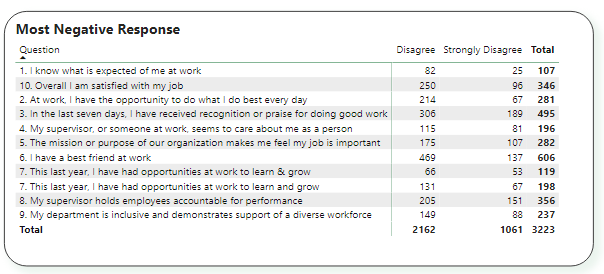 Most Negative Response
Question Disagree Strongly Disagree Total
1. I know what is expected of me at work 82 25 107
10. Overall I am satisfied with my job 250 96 346
2. At work, I have the opportunity to do what I do best every day 214 67 281
3. In the last seven days, I have received recognition or praise for doing good work 306 189 495
4. My supervisor, or someone at work, seems to care about me as a person 115 81 196
5. The mission or purpose of our organization makes me feel my job is important 175 107 282
6. I have a best friend at work 469 137 606
7. This last year, I have had opportunities at work to learn & grow 66 53 119
7. This last year, I have had opportunities at work to learn and grow 131 67 198
8. My supervisor holds employees accountable for performance 205 151 356
9. My department is inclusive and demonstrates support of a diverse workforce 149 88 237
Total 2162 1061 3223